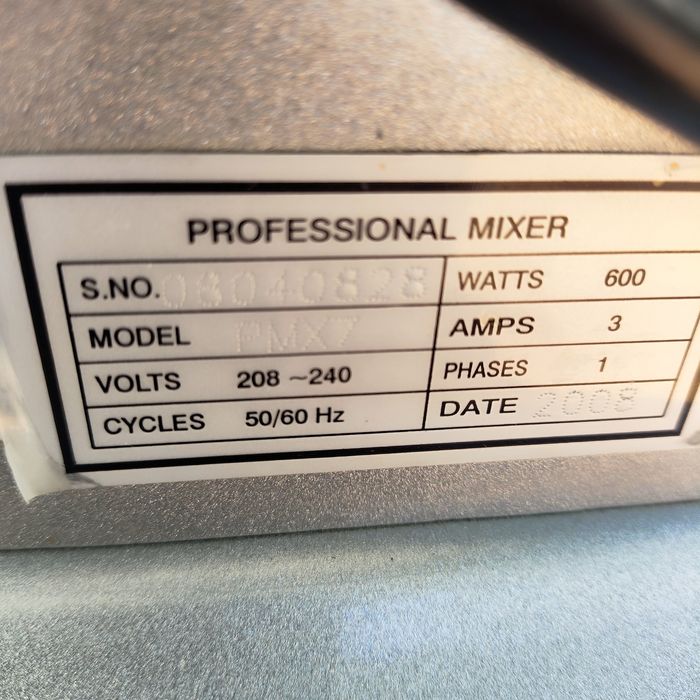 PROFESSIONAL MIXER
S.NO. 08040828 WATTS 600
MODEL PMX7 AMPS 3
VOLTS 208 ~240 PHASES 1
CYCLES 50/60 Hz DATE 2008